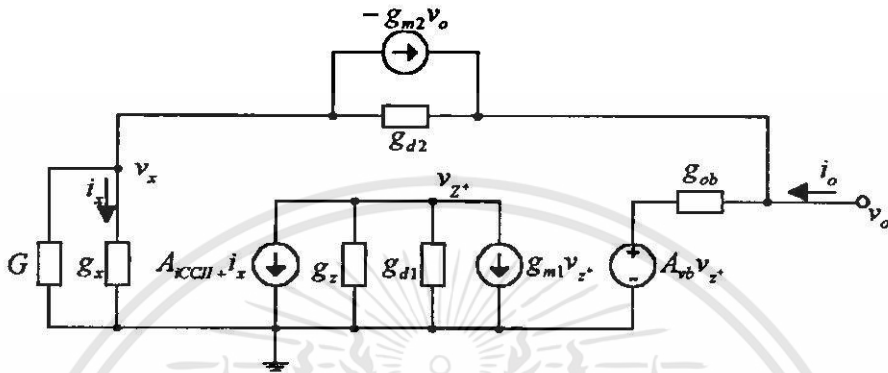 - g_{m2}v_o
g_{d2}
v_x
i_x
v_{Z^+}
g_{ob}
i_o
v_o
G
g_x
A_{iCCII+}i_x
g_z
g_{d1}
g_{m1}v_{z^+}
+
-
A_{vb}v_{z^+}